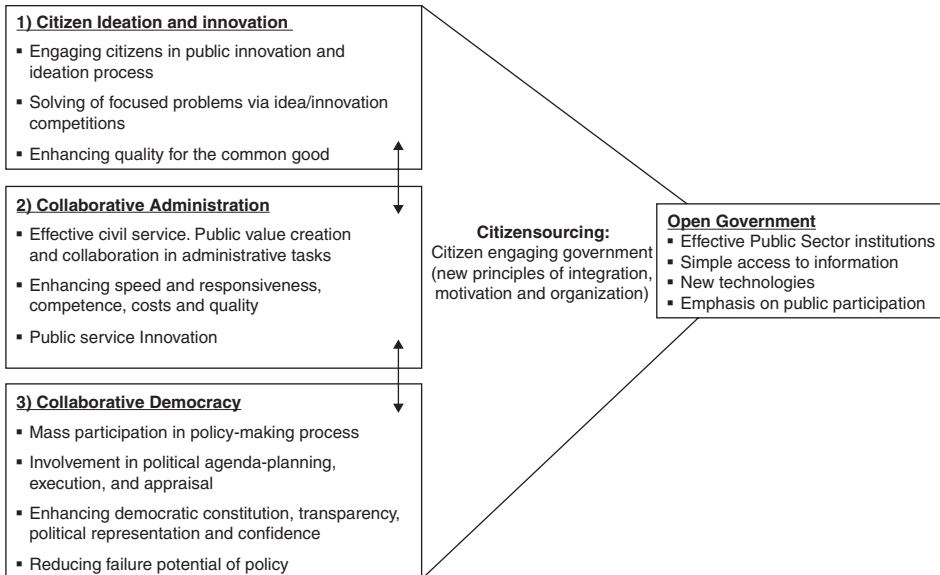 1) Citizen Ideation and innovation
▪ Engaging citizens in public innovation and
ideation process
▪ Solving of focused problems via idea/innovation
competitions
▪ Enhancing quality for the common good
2) Collaborative Administration
▪ Effective civil service. Public value creation
and collaboration in administrative tasks
▪ Enhancing speed and responsiveness,
competence, costs and quality
▪ Public service Innovation
3) Collaborative Democracy
▪ Mass participation in policy-making process
▪ Involvement in political agenda-planning,
execution, and appraisal
▪ Enhancing democratic constitution, transparency,
political representation and confidence
▪ Reducing failure potential of policy
Citizensourcing:
Citizen engaging government
(new principles of integration,
motivation and organization)
Open Government
▪ Effective Public Sector institutions
▪ Simple access to information
▪ New technologies
▪ Emphasis on public participation